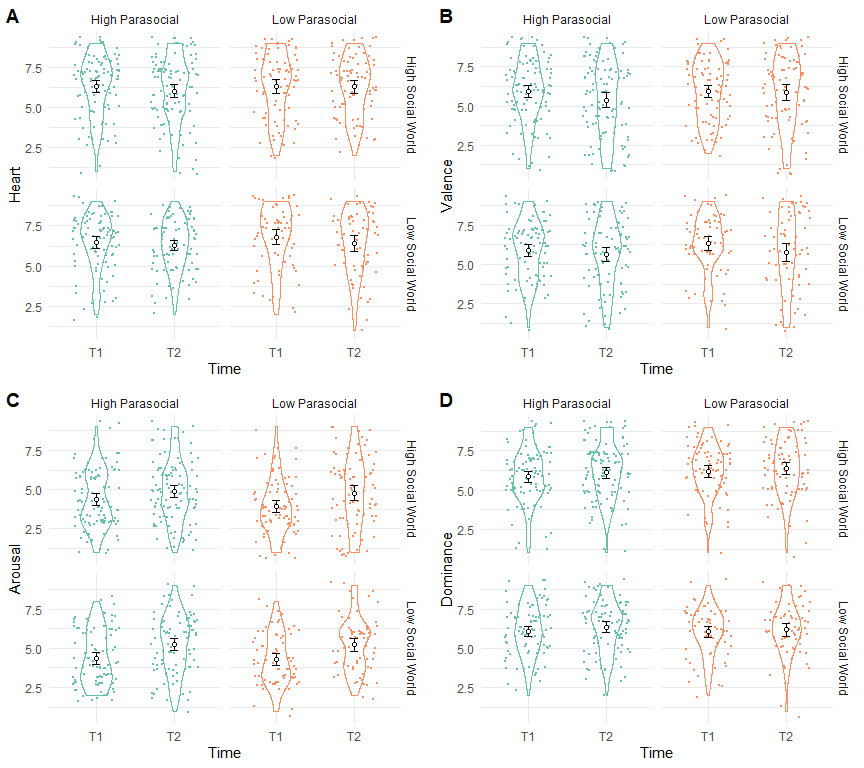 A
High Parasocial Low Parasocial
Heart
7.5
5.0
2.5
High Social World
7.5
5.0
2.5
Low Social World
T1 T2 T1 T2
Time
B
High Parasocial Low Parasocial
Valence
7.5
5.0
2.5
High Social World
7.5
5.0
2.5
Low Social World
T1 T2 T1 T2
Time
C
High Parasocial Low Parasocial
Arousal
7.5
5.0
2.5
High Social World
7.5
5.0
2.5
Low Social World
T1 T2 T1 T2
Time
D
High Parasocial Low Parasocial
Dominance
7.5
5.0
2.5
High Social World
7.5
5.0
2.5
Low Social World
T1 T2 T1 T2
Time